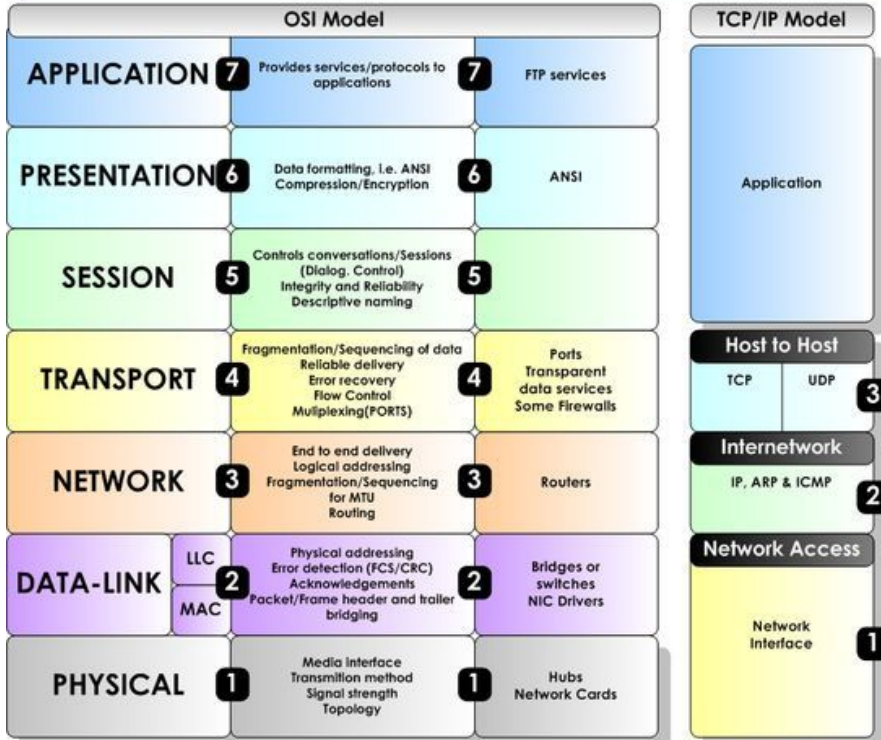 OSI Model
APPLICATION
7
Provides services/protocols to
applications
7
FTP services
PRESENTATION
6
Data formatting, i.e. ANSI
Compression/Encryption
6
ANSI
SESSION
5
Controls conversations/Sessions
(Dialog. Control)
Integrity and Reliability
Descriptive naming
5
TRANSPORT
4
Fragmentation/Sequencing of data
Reliable delivery
Error recovery
Flow Control
Muliplexing(PORTS)
4
Ports
Transparent
data services
Some Firewalls
NETWORK
3
End to end delivery
Logical addressing
Fragmentation/Sequencing
for MTU
Routing
3
Routers
DATA-LINK
LLC
MAC
2
Physical addressing
Error detection (FCS/CRC)
Acknowledgements
Packet/Frame header and trailer
bridging
2
Bridges or
switches
NIC Drivers
PHYSICAL
1
Media interface
Transmition method
Signal strength
Topology
1
Hubs
Network Cards
TCP/IP Model
Application
Host to Host
TCP
UDP
3
Internetwork
IP, ARP & ICMP
2
Network Access
Network
Interface
1